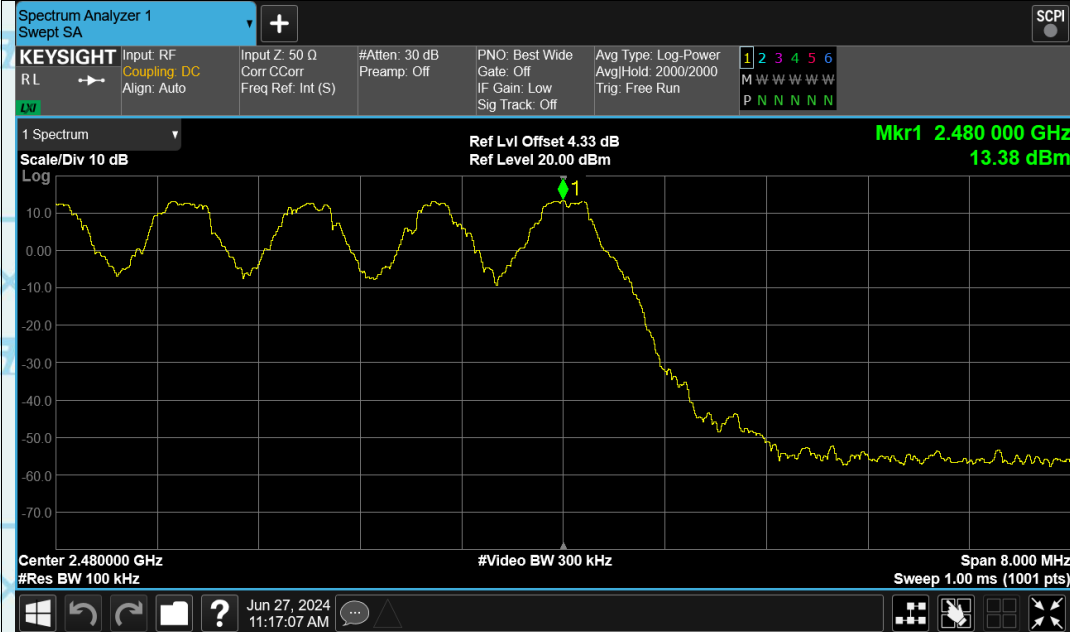 Spectrum Analyzer 1
Swept SA
+
SCPI
KEYSIGHT
R L
LXI
Input: RF
Coupling: DC
Align: Auto
Input Z: 50 Ω
Corr CCorr
Freq Ref: Int (S)
#Atten: 30 dB
Preamp: Off
PNO: Best Wide
Gate: Off
IF Gain: Low
Sig Track: Off
Avg Type: Log-Power
Avg|Hold: 2000/2000
Trig: Free Run
1 2 3 4 5 6
M W W W W W
P N N N N N
1 Spectrum
Scale/Div 10 dB
Ref Lvl Offset 4.33 dB
Ref Level 20.00 dBm
Mkr1 2.480 000 GHz
13.38 dBm
Log
1
10.0
0.00
-10.0
-20.0
-30.0
-40.0
-50.0
-60.0
-70.0
Center 2.480000 GHz
#Res BW 100 kHz
#Video BW 300 kHz
Span 8.000 MHz
Sweep 1.00 ms (1001 pts)
?
Jun 27, 2024
11:17:07 AM